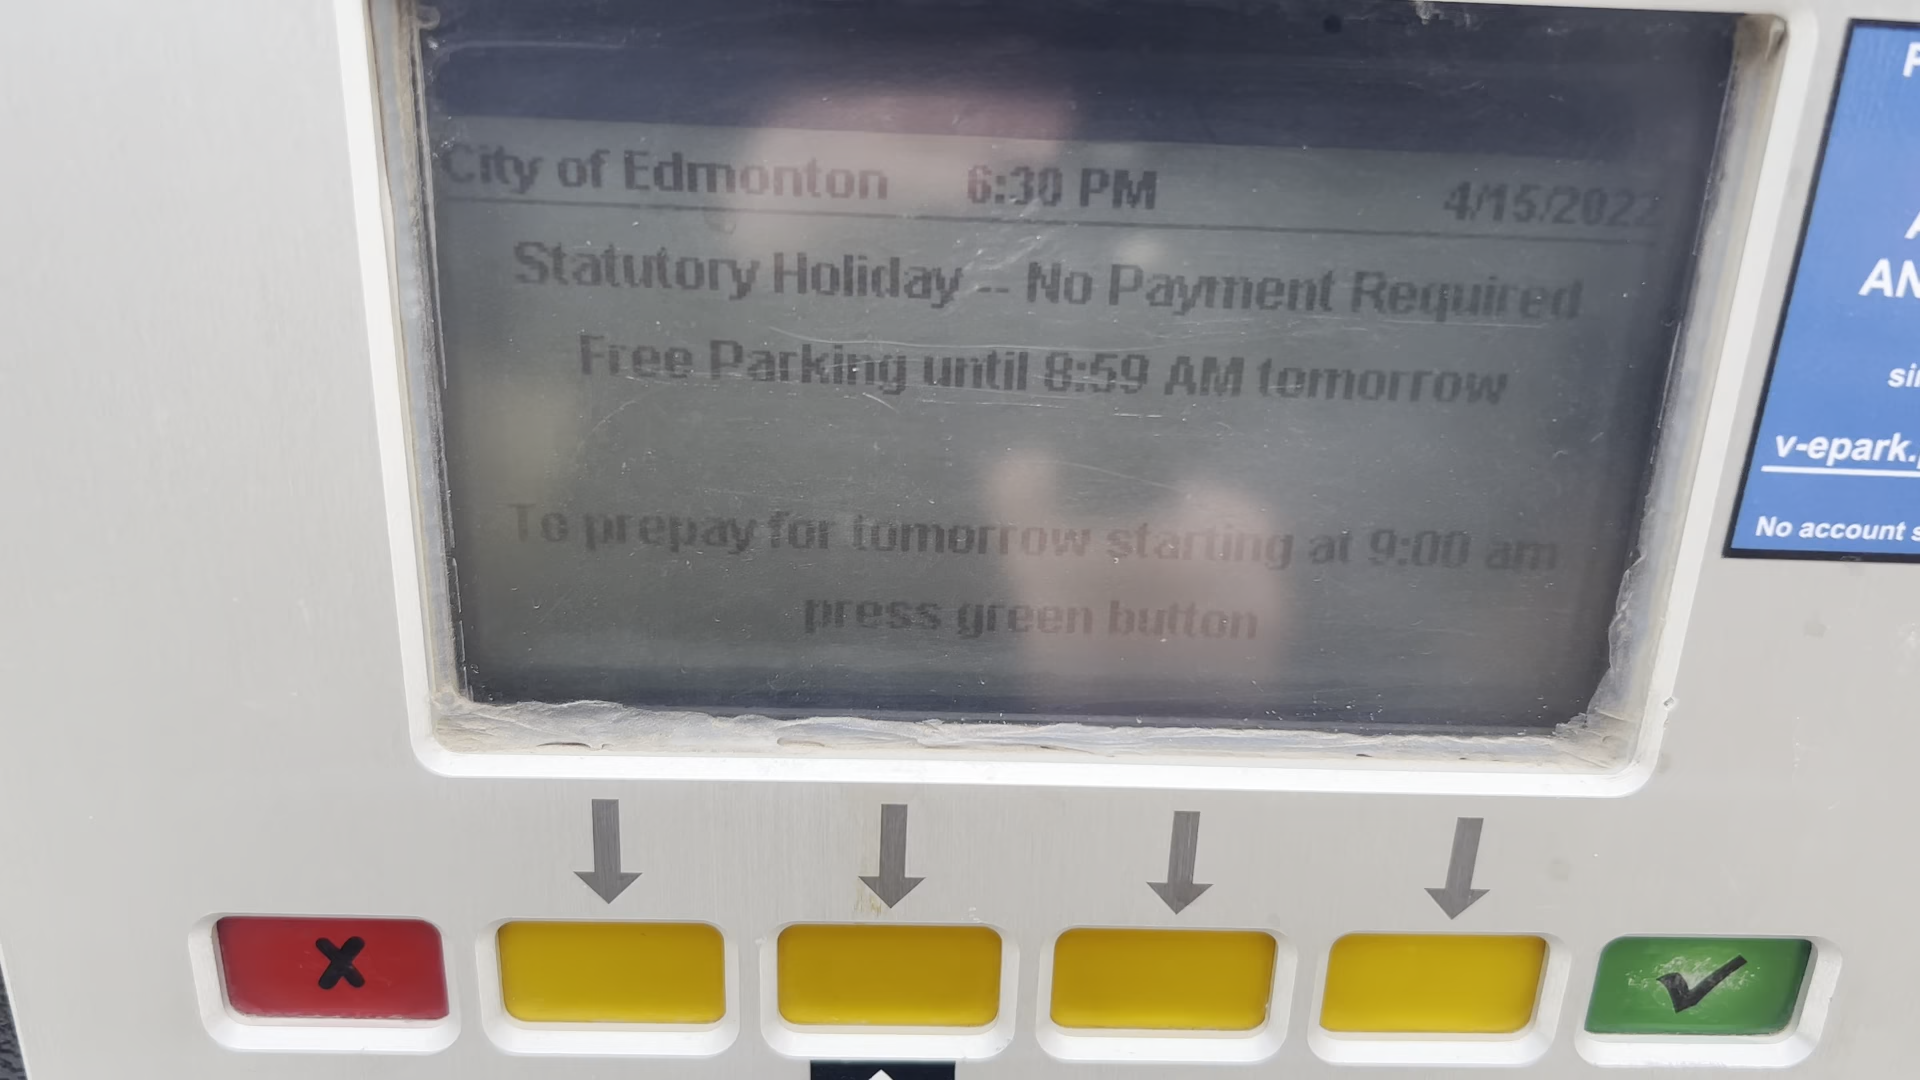 City of Edmonton 6:30 PM 4/15/2022
Statutory Holiday -- No Payment Required
Free Parking until 8:59 AM tomorrow
To prepay for tomorrow starting at 9:00 am
press green button
AN
v-epark.
No account